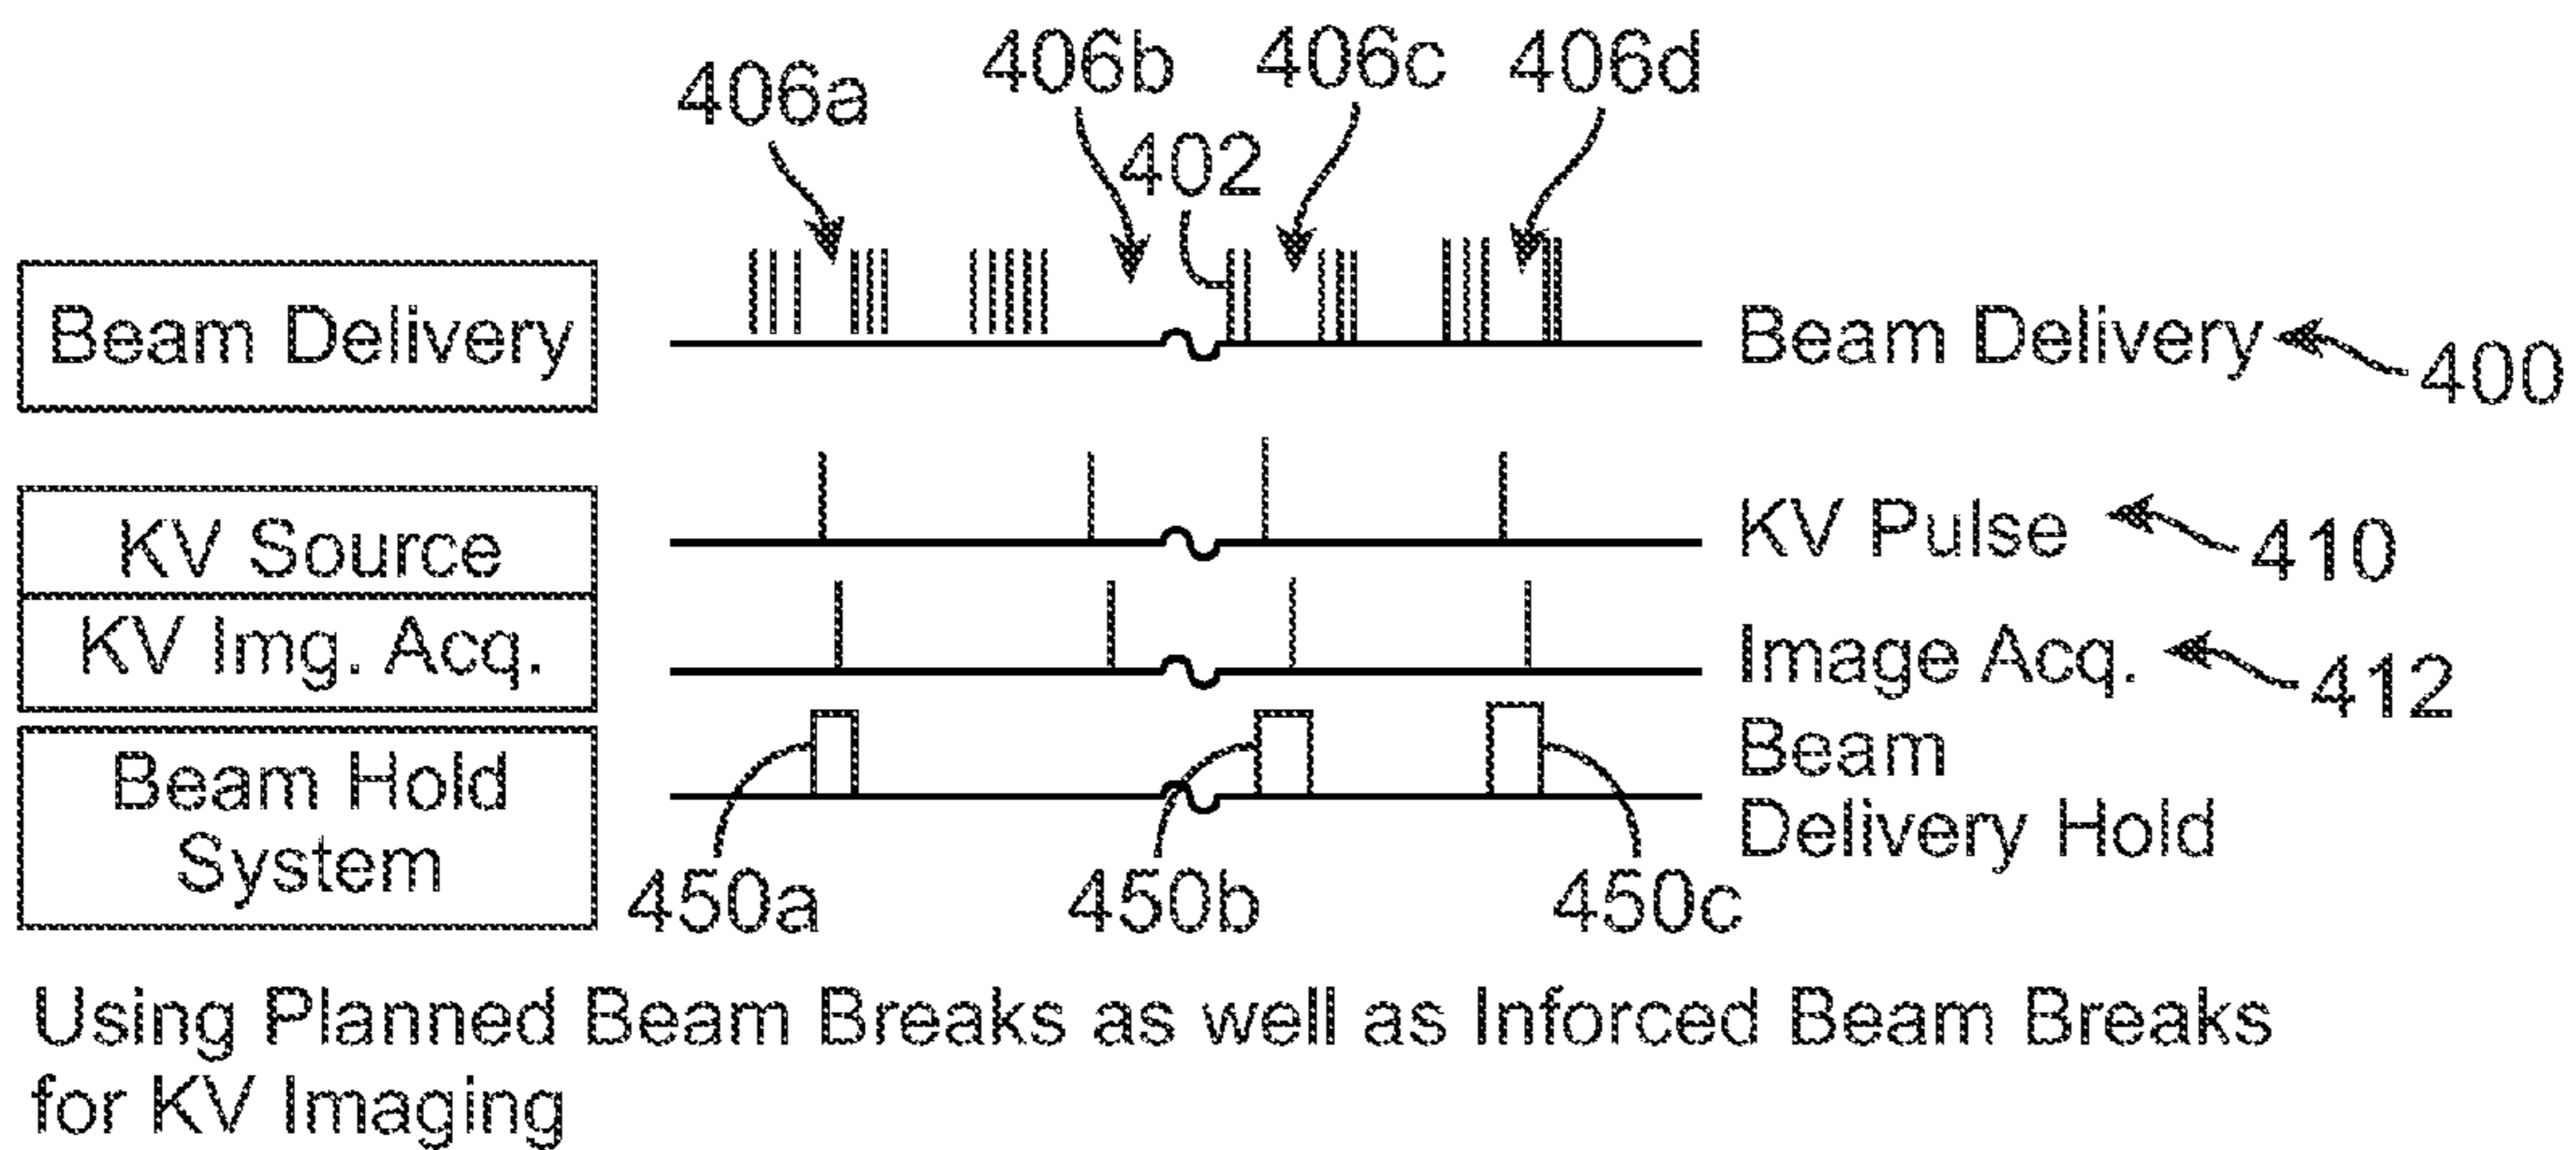 406a
406b
406c
406d
402
Beam Delivery
Beam Delivery
400
KV Source
KV Pulse
410
KV Img. Acq.
Image Acq.
412
Beam Hold
System
Beam
Delivery Hold
450a
450b
450c
Using Planned Beam Breaks as well as Inforced Beam Breaks
for KV Imaging